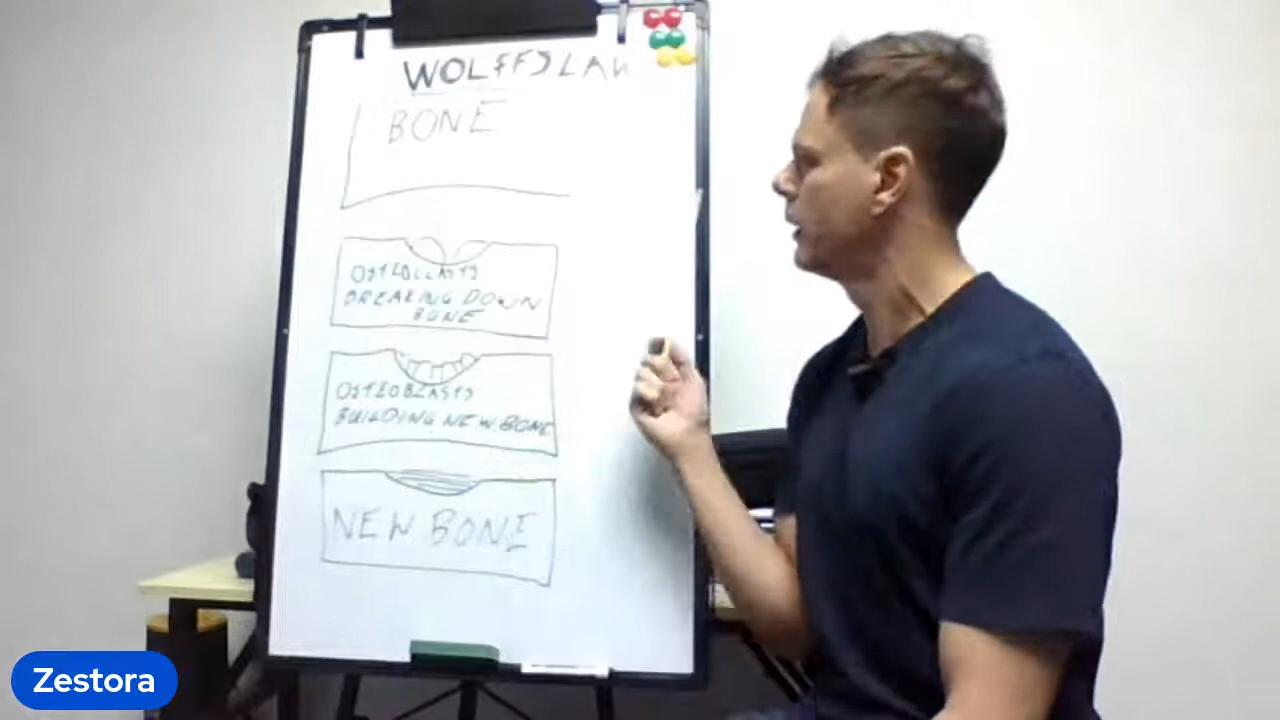 WOLFFS LAW
BONE
OSTEOCLASTS
BREAKING DOWN
BONE
OSTEOBLASTS
BUILDING NEW BONE
NEW BONE
Zestora